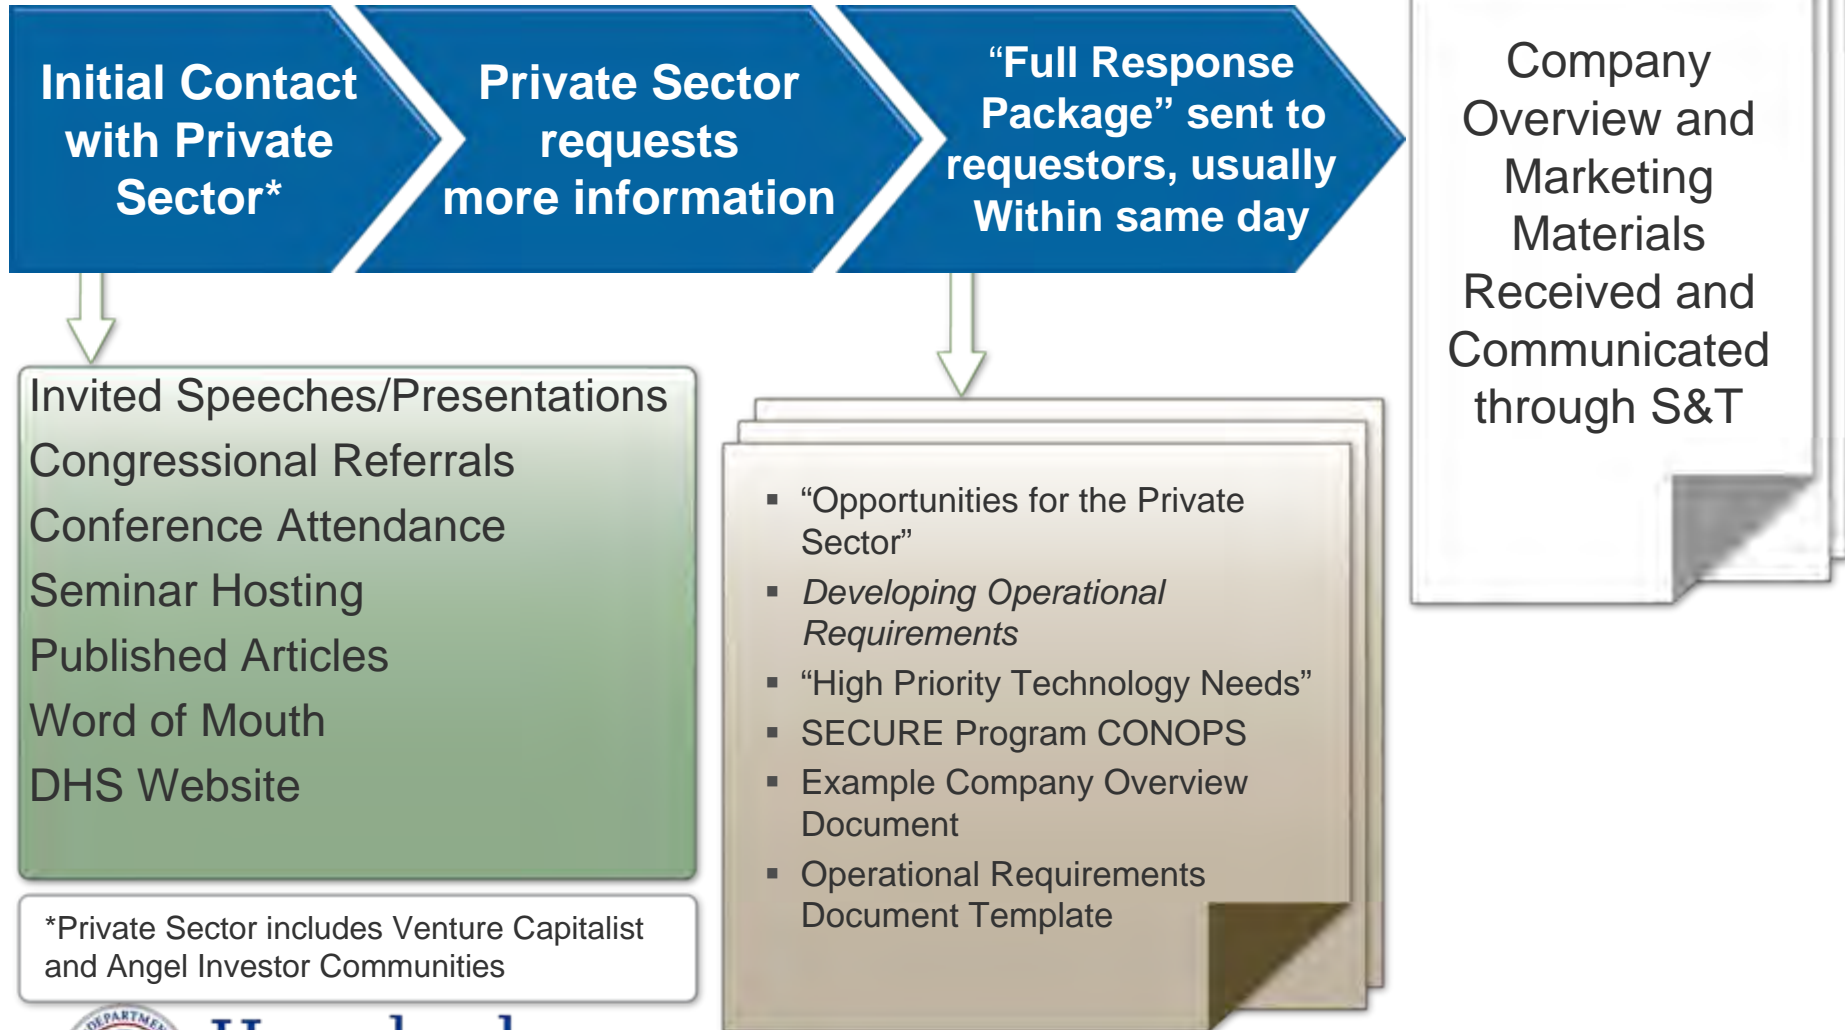 Initial Contact
with Private
Sector*
Private Sector
requests
more information
“Full Response
Package” sent to
requestors, usually
Within same day
Company
Overview and
Marketing
Materials
Received and
Communicated
through S&T
Invited Speeches/Presentations
Congressional Referrals
Conference Attendance
Seminar Hosting
Published Articles
Word of Mouth
DHS Website
*Private Sector includes Venture Capitalist
and Angel Investor Communities
▪ “Opportunities for the Private
Sector”
▪ Developing Operational
Requirements
▪ “High Priority Technology Needs”
▪ SECURE Program CONOPS
▪ Example Company Overview
Document
▪ Operational Requirements
Document Template